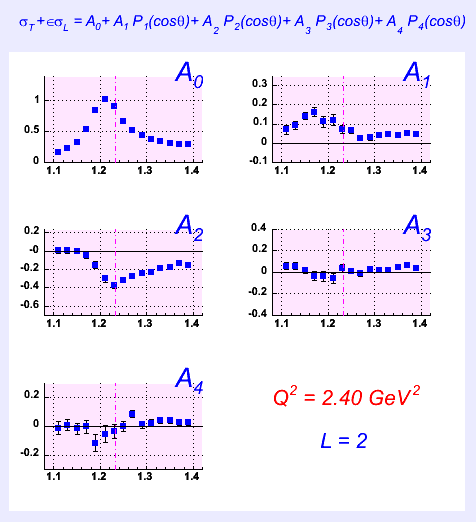 σT+εσL = A0+ A1 P1(cosθ)+ A2 P2(cosθ)+ A3 P3(cosθ)+ A4 P4(cosθ)
A0
1
0.5
0
1.1 1.2 1.3 1.4
A1
0.3
0.2
0.1
0
-0.1
1.1 1.2 1.3 1.4
A2
0.2
-0
-0.2
-0.4
-0.6
1.1 1.2 1.3 1.4
A3
0.4
0.2
0
-0.2
-0.4
1.1 1.2 1.3 1.4
A4
0.2
0
-0.2
1.1 1.2 1.3 1.4
Q² = 2.40 GeV²
L = 2